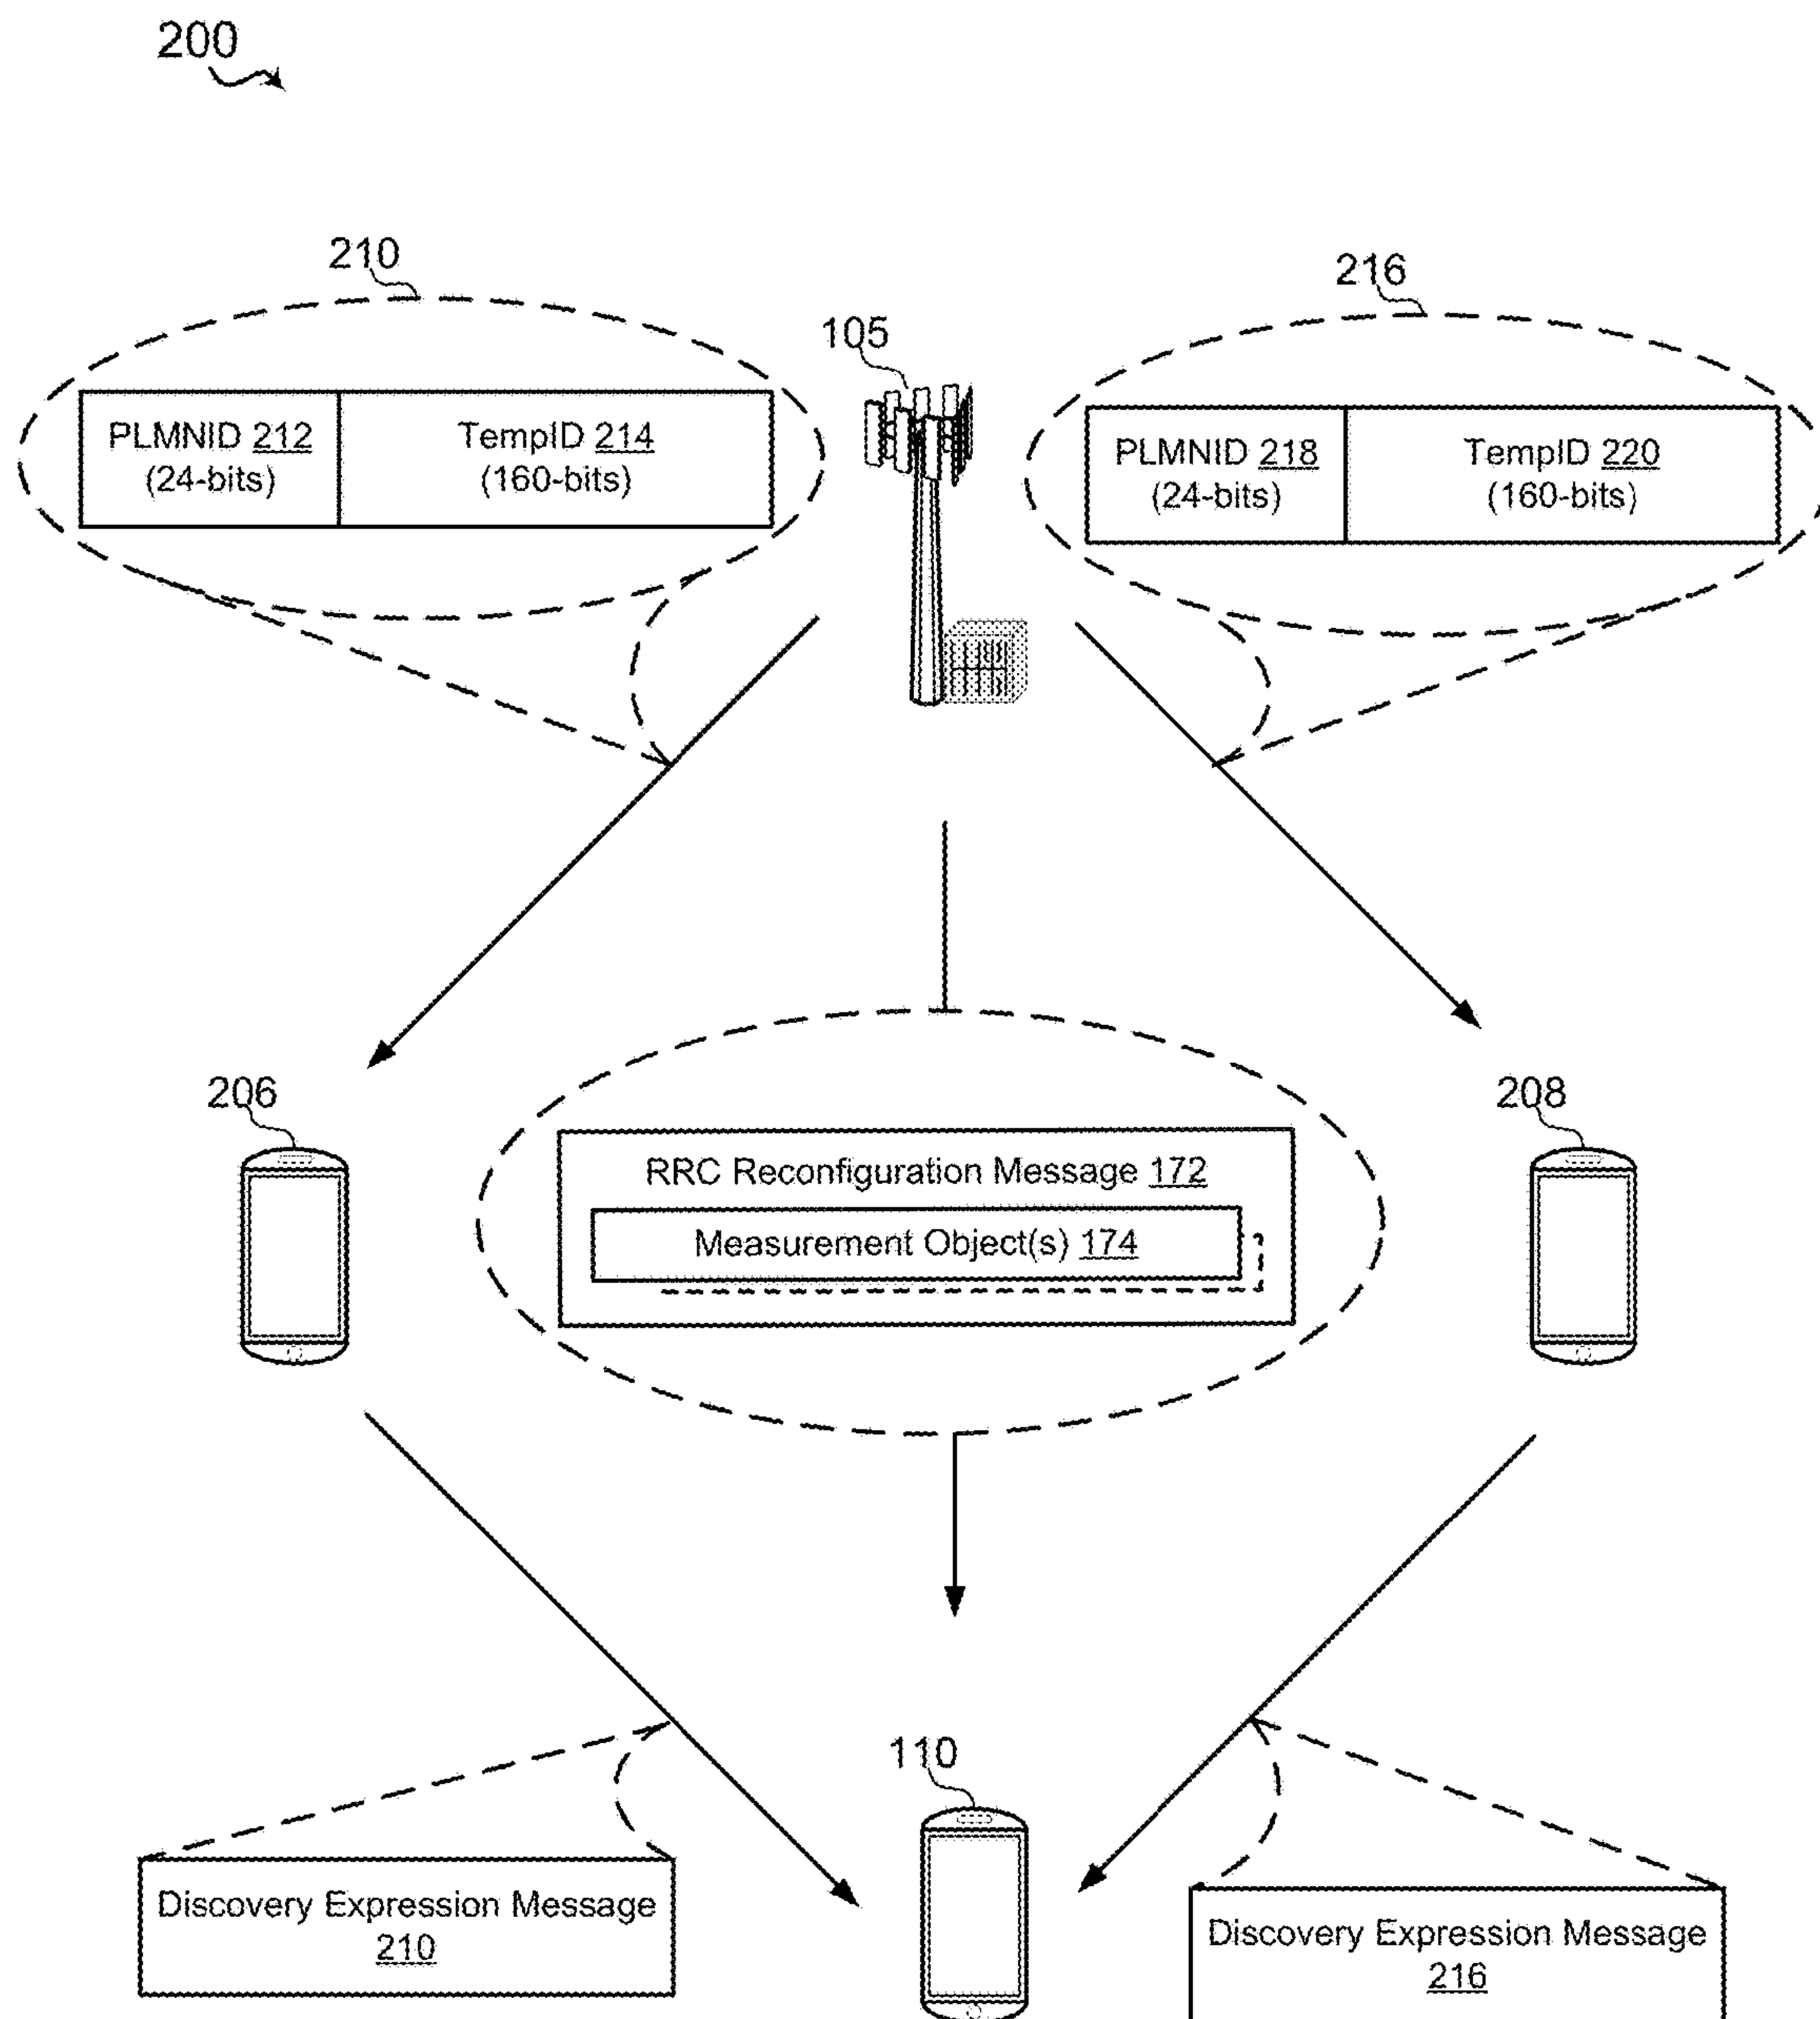 200
210
216
105
PLMNID 212
(24-bits)
TempID 214
(160-bits)
PLMNID 218
(24-bits)
TempID 220
(160-bits)
206
208
RRC Reconfiguration Message 172
Measurement Object(s) 174
110
Discovery Expression Message
210
Discovery Expression Message
216